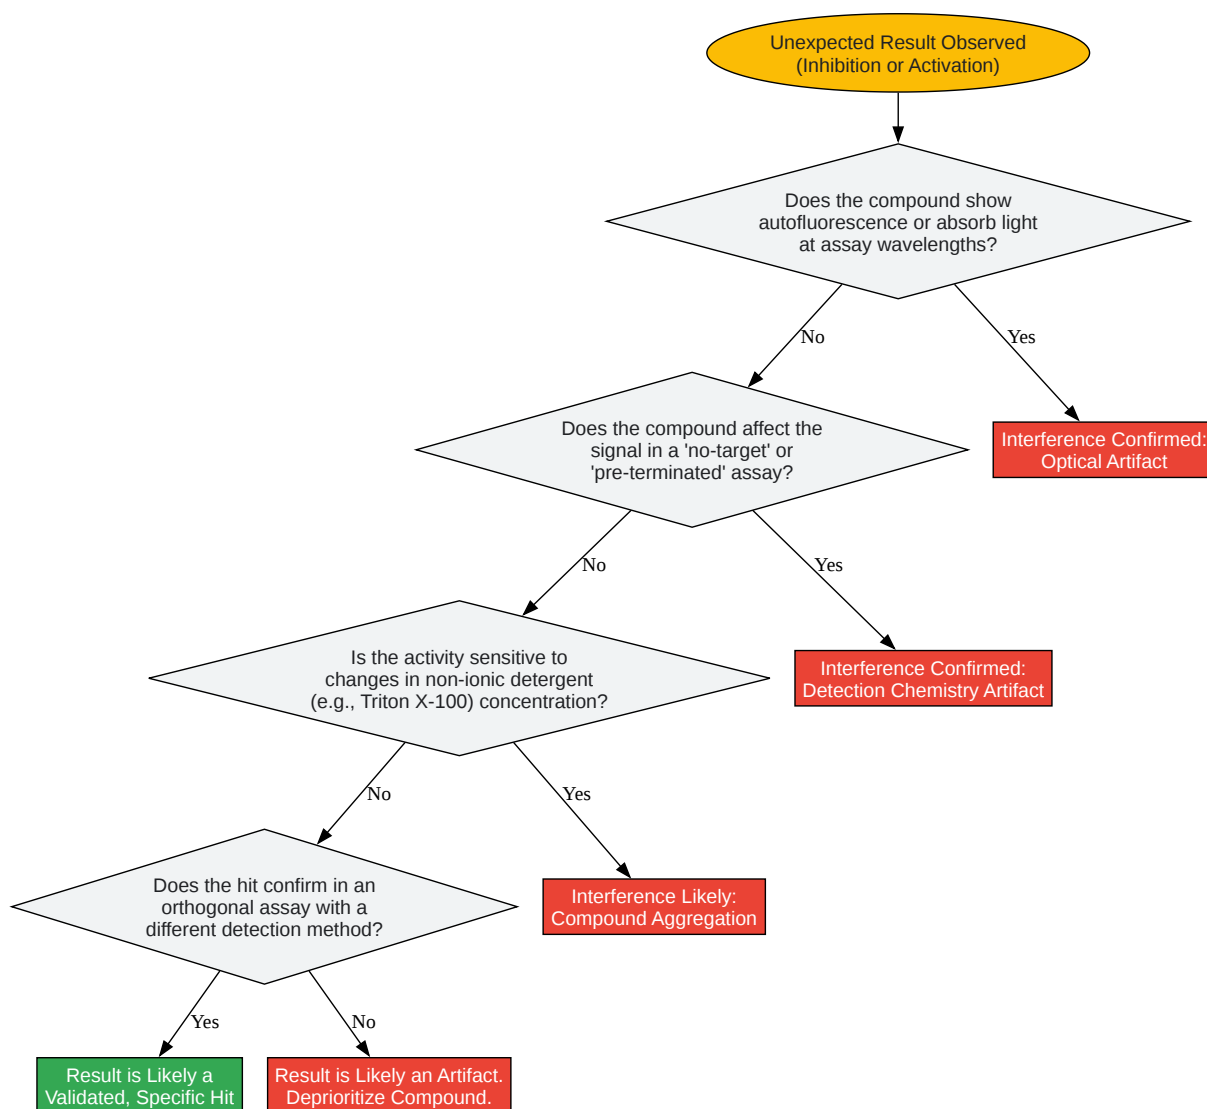 Unexpected Result Observed
(Inhibition or Activation)
Does the compound show
autofluorescence or absorb light
at assay wavelengths?
No
Yes
Does the compound affect the
signal in a 'no-target' or
'pre-terminated' assay?
Interference Confirmed:
Optical Artifact
No
Yes
Is the activity sensitive to
changes in non-ionic detergent
(e.g., Triton X-100) concentration?
Interference Confirmed:
Detection Chemistry Artifact
No
Yes
Does the hit confirm in an
orthogonal assay with a
different detection method?
Interference Likely:
Compound Aggregation
Yes
No
Result is Likely a
Validated, Specific Hit
Result is Likely an Artifact.
Deprioritize Compound.